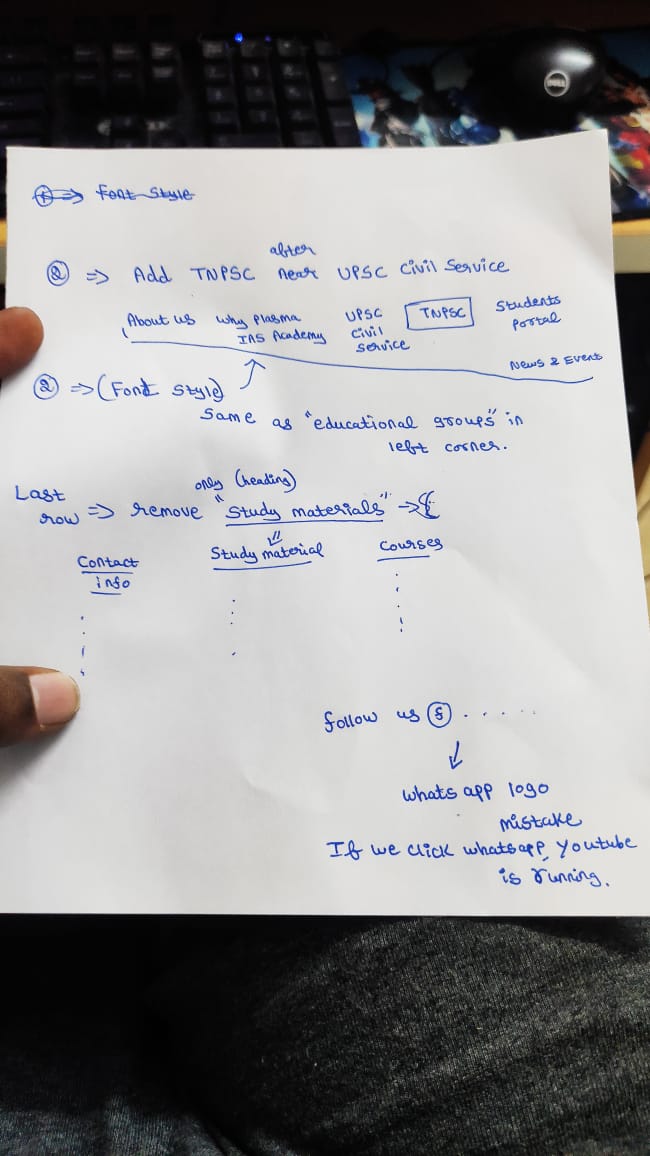 ① ⇒ Font Style
② ⇒ Add TNPSC after near UPSC Civil Service
About us Why Plasma IAS Academy UPSC Civil Service TNPSC Students Portal
News & Event
② ⇒ (Font Style)
Same as "educational groups" in
left corner.
only (heading)
Last row ⇒ remove "Study materials" →
Contact info Study material Courses
follow us . . . . .
whats app logo
mistake
If we click whatsapp, youtube
is running.
DELL